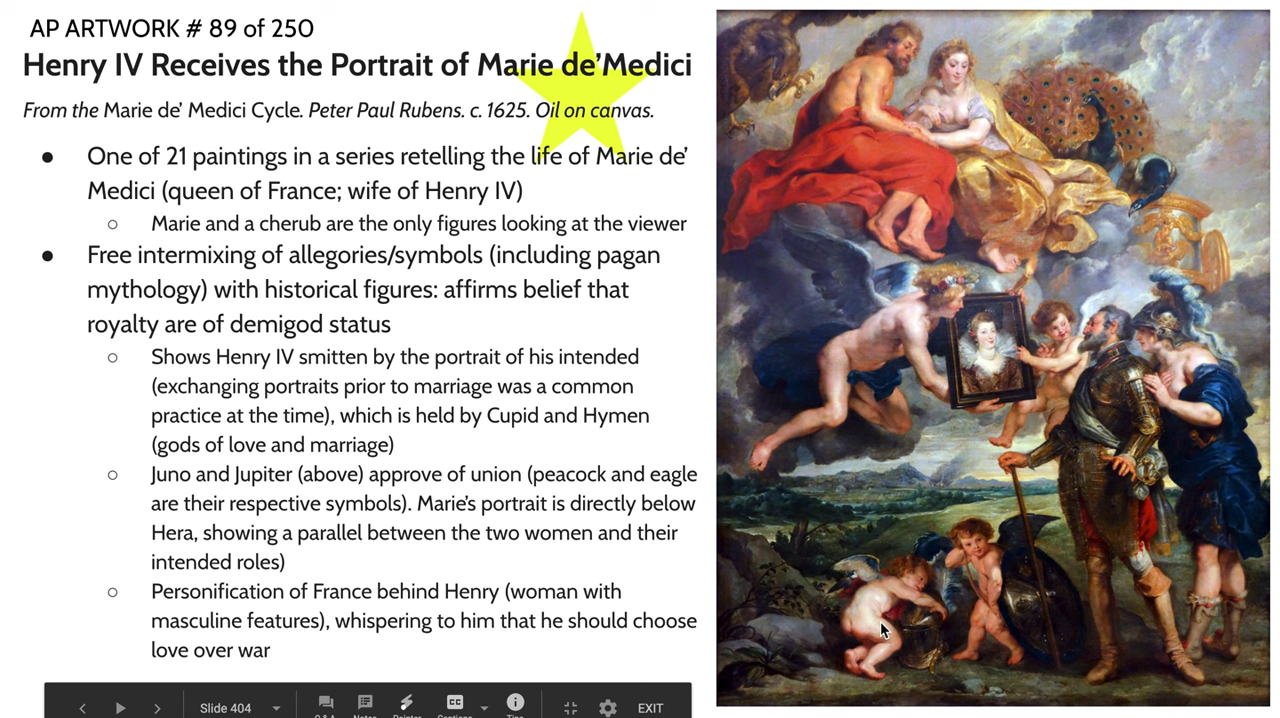 AP ARTWORK # 89 of 250
Henry IV Receives the Portrait of Marie de'Medici
From the Marie de' Medici Cycle. Peter Paul Rubens. c. 1625. Oil on canvas.
● One of 21 paintings in a series retelling the life of Marie de'
Medici (queen of France; wife of Henry IV)
○ Marie and a cherub are the only figures looking at the viewer
● Free intermixing of allegories/symbols (including pagan
mythology) with historical figures: affirms belief that
royalty are of demigod status
○ Shows Henry IV smitten by the portrait of his intended
(exchanging portraits prior to marriage was a common
practice at the time), which is held by Cupid and Hymen
(gods of love and marriage)
○ Juno and Jupiter (above) approve of union (peacock and eagle
are their respective symbols). Marie's portrait is directly below
Hera, showing a parallel between the two women and their
intended roles)
○ Personification of France behind Henry (woman with
masculine features), whispering to him that he should choose
love over war
Slide 404 CC EXIT